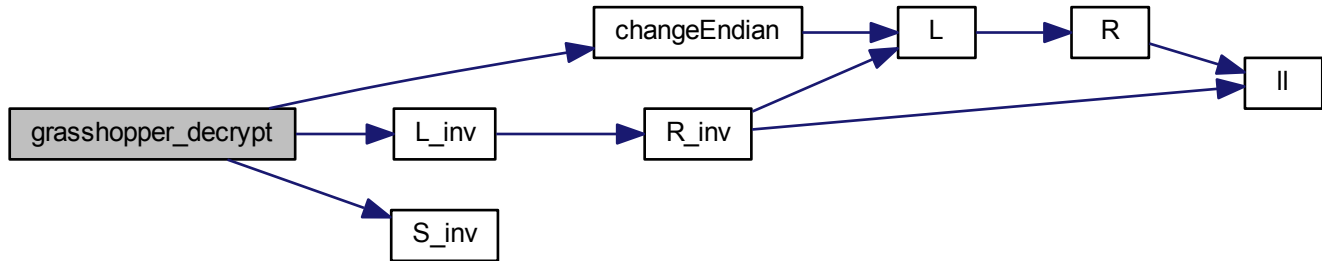 grasshopper_decrypt
changeEndian
L_inv
S_inv
R_inv
L
R
ll